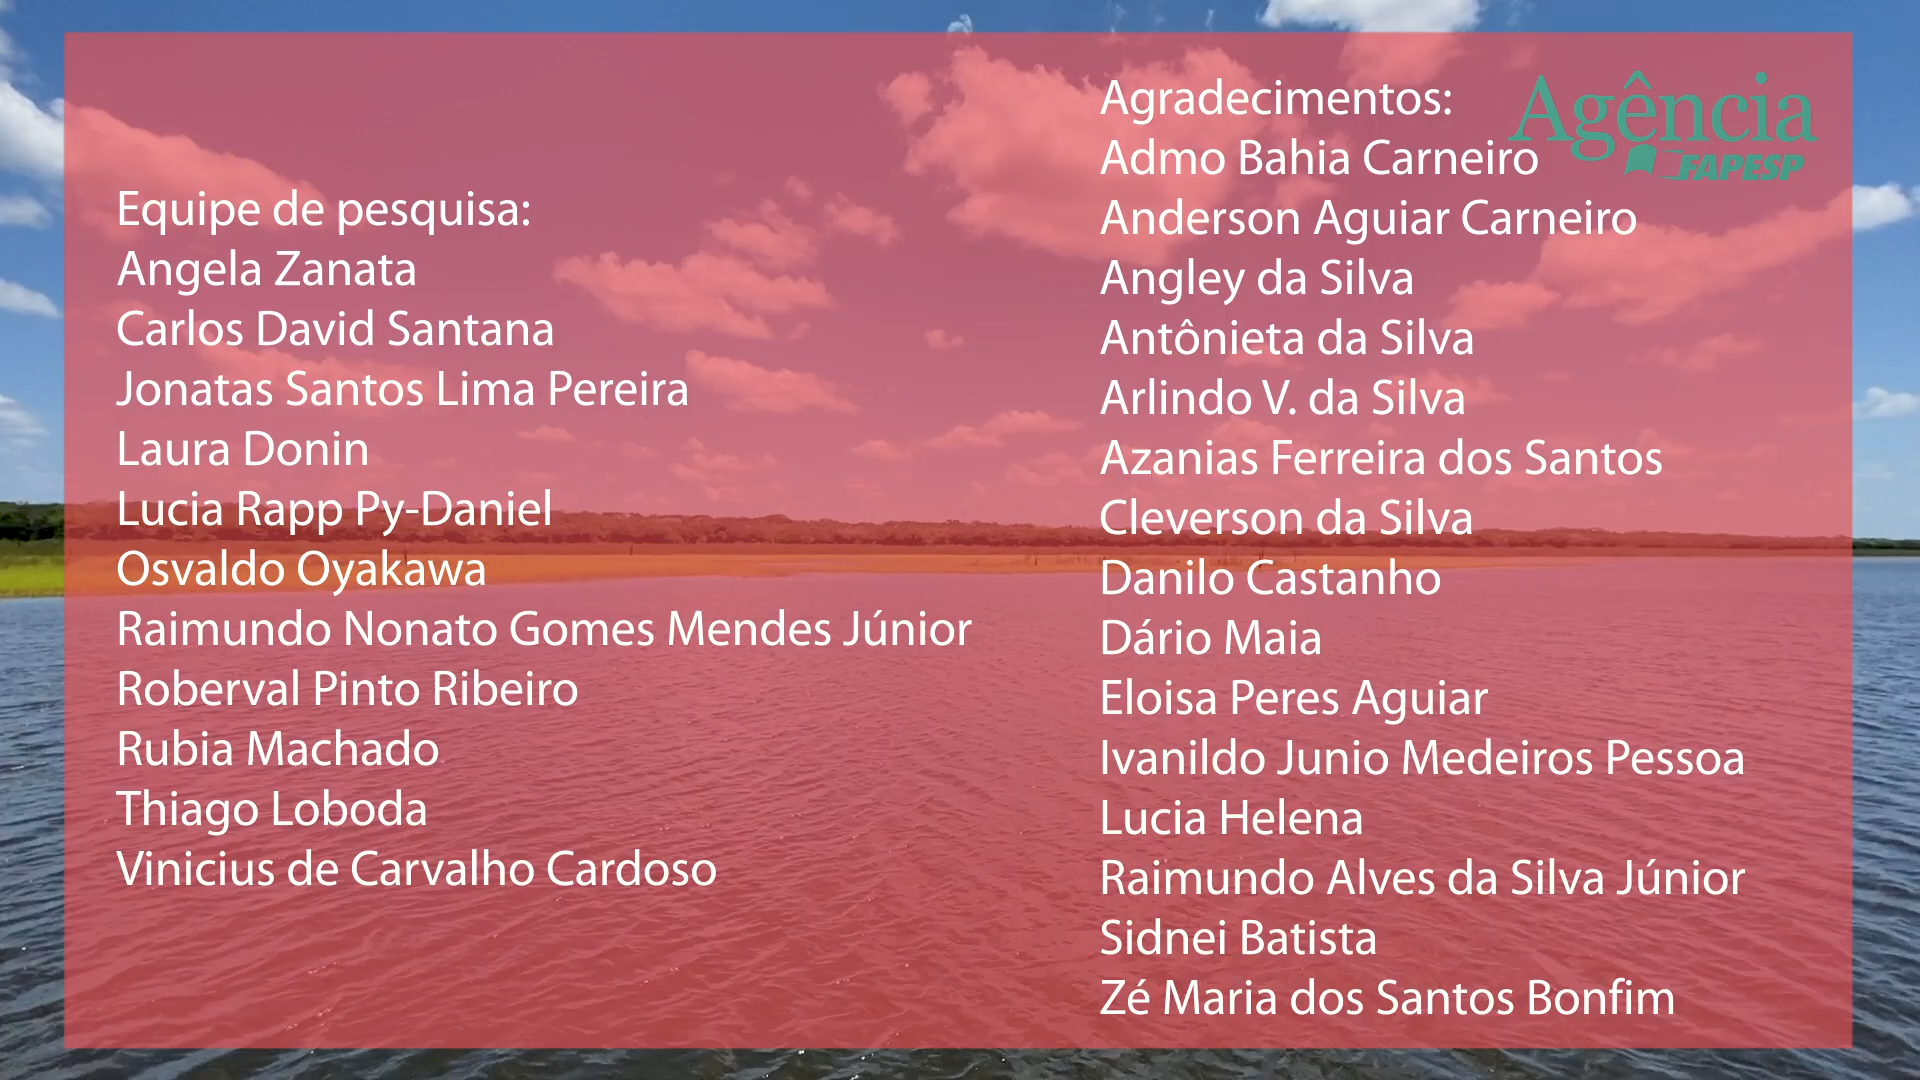 Equipe de pesquisa:
Angela Zanata
Carlos David Santana
Jonatas Santos Lima Pereira
Laura Donin
Lucia Rapp Py-Daniel
Osvaldo Oyakawa
Raimundo Nonato Gomes Mendes Júnior
Roberval Pinto Ribeiro
Rubia Machado
Thiago Loboda
Vinicius de Carvalho Cardoso
Agradecimentos:
Admo Bahia Carneiro
Anderson Aguiar Carneiro
Angley da Silva
Antônieta da Silva
Arlindo V. da Silva
Azanias Ferreira dos Santos
Cleverson da Silva
Danilo Castanho
Dário Maia
Eloisa Peres Aguiar
Ivanildo Junio Medeiros Pessoa
Lucia Helena
Raimundo Alves da Silva Júnior
Sidnei Batista
Zé Maria dos Santos Bonfim
Agência
FAPESP